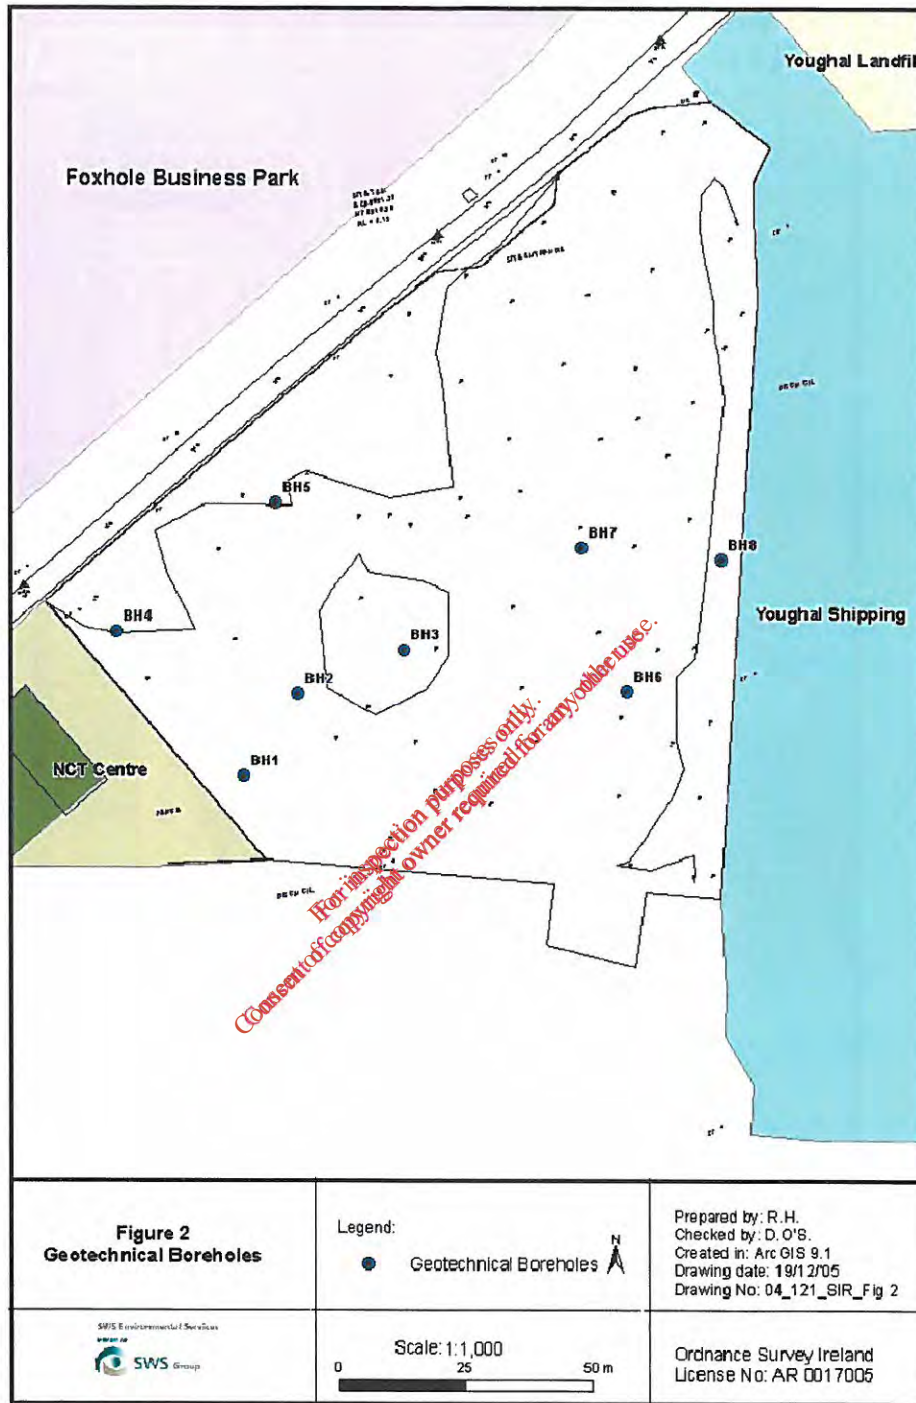 Youghal Landfil
Foxhole Business Park
BH5
BH7
BH8
BH4
BH3
Youghal Shipping
BH2
BH6
NCT Centre
BH1
For inspection purposes only.
Consent of copyright owner required for any other use.
Figure 2
Geotechnical Boreholes
Legend:
Geotechnical Boreholes
N
Prepared by: R.H.
Checked by: D. O'S.
Created in: Arc GIS 9.1
Drawing date: 19/12/05
Drawing No: 04_121_SIR_Fig 2
SWS Environmental Services
SWS Group
Scale: 1:1,000
0 25 50 m
Ordnance Survey Ireland
License No: AR 0017005